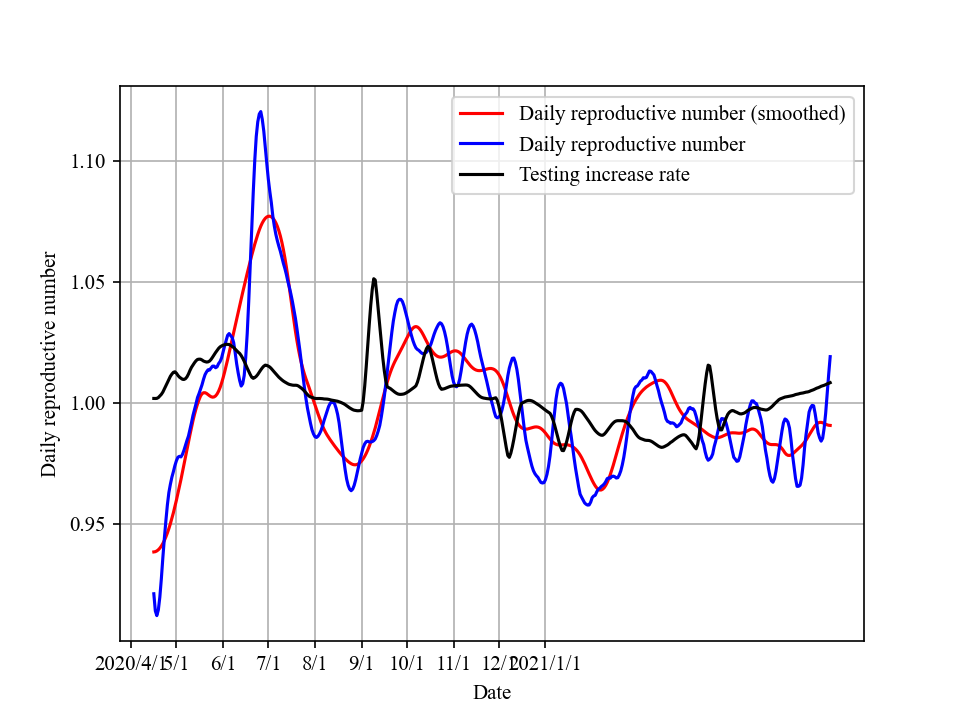 Daily reproductive number (smoothed)
Daily reproductive number
Testing increase rate
Daily reproductive number
1.10
1.05
1.00
0.95
2020/4/1 5/1 6/1 7/1 8/1 9/1 10/1 11/1 12/1 2021/1/1
Date